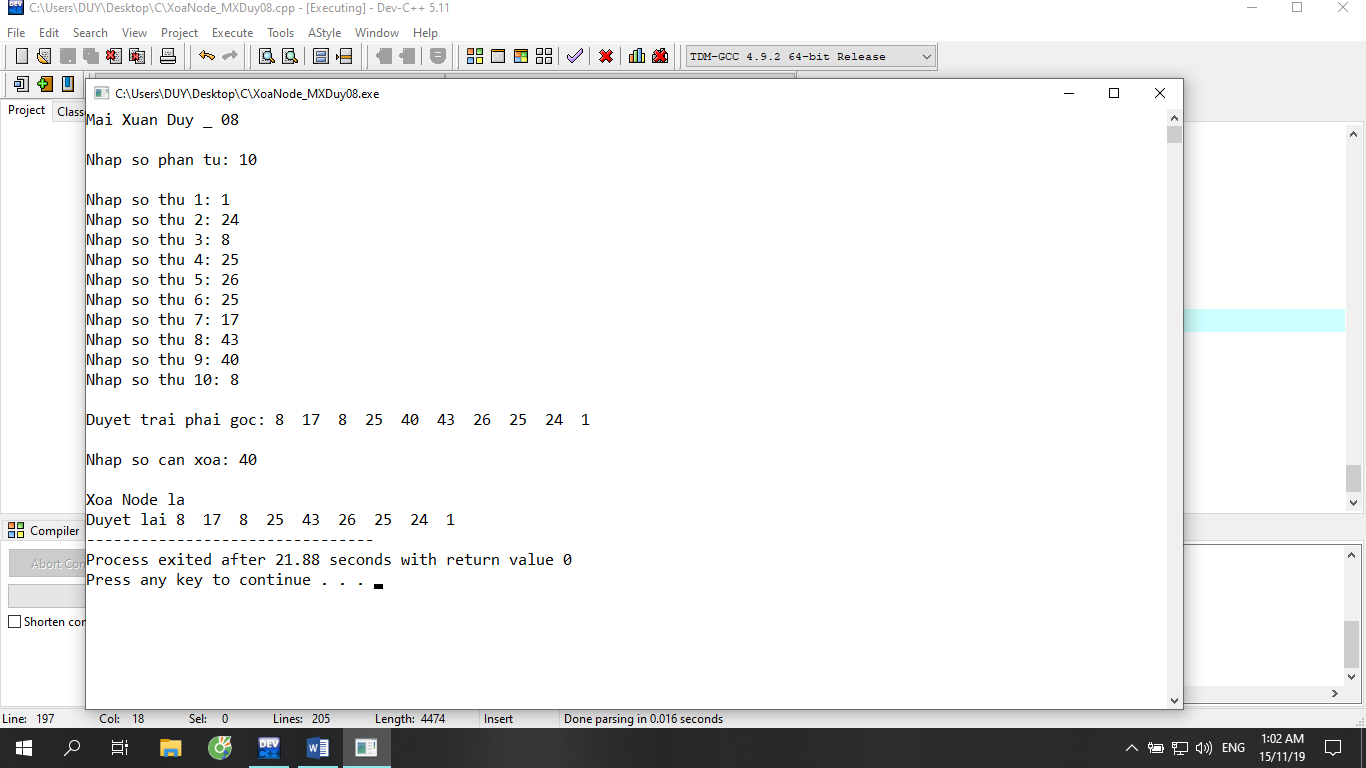 C:\Users\DUY\Desktop\C\XoaNode_MXDuy08.cpp - [Executing] - Dev-C++ 5.11
File Edit Search View Project Execute Tools AStyle Window Help
TDM-GCC 4.9.2 64-bit Release
C:\Users\DUY\Desktop\C\XoaNode_MXDuy08.exe
Project Class
Mai Xuan Duy _ 08
Nhap so phan tu: 10
Nhap so thu 1: 1
Nhap so thu 2: 24
Nhap so thu 3: 8
Nhap so thu 4: 25
Nhap so thu 5: 26
Nhap so thu 6: 25
Nhap so thu 7: 17
Nhap so thu 8: 43
Nhap so thu 9: 40
Nhap so thu 10: 8
Duyet trai phai goc: 8 17 8 25 40 43 26 25 24 1
Nhap so can xoa: 40
Xoa Node la
Duyet lai 8 17 8 25 43 26 25 24 1
--------------------------------
Process exited after 21.88 seconds with return value 0
Press any key to continue . . .
Compiler
Abort Con
Shorten cor
Line: 197 Col: 18 Sel: 0 Lines: 205 Length: 4474 Insert Done parsing in 0.016 seconds
DEV
ENG
1:02 AM
15/11/19